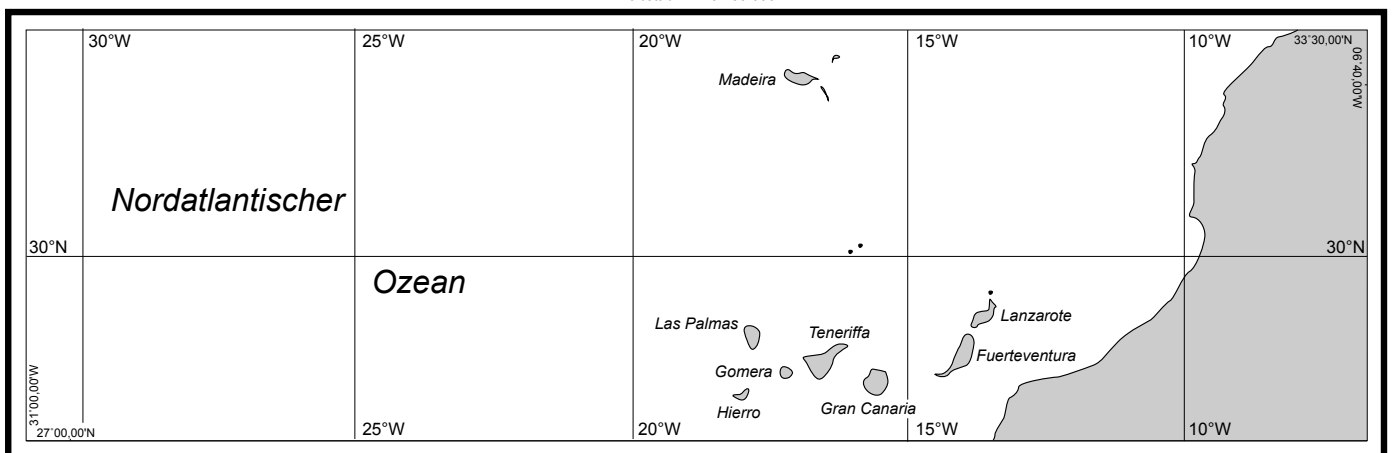 30°W
25°W
20°W
15°W
10°W
33°30,00'N
06°40,00'W
Madeira
Nordatlantischer
30°N
30°N
Ozean
Lanzarote
Las Palmas
Teneriffa
Fuerteventura
Gomera
Hierro
Gran Canaria
31°00,00'W
27°00,00'N
25°W
20°W
15°W
10°W